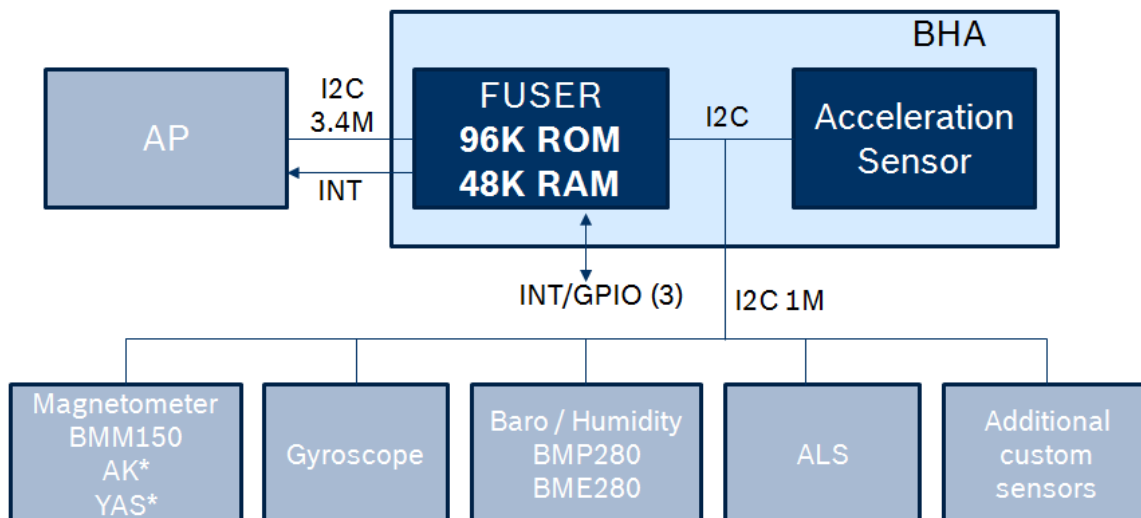 BHA
AP
I2C
3.4M
INT
FUSER
96K ROM
48K RAM
I2C
Acceleration
Sensor
INT/GPIO (3)
I2C 1M
Magnetometer
BMM150
AK*
YAS*
Gyroscope
Baro / Humidity
BMP280
BME280
ALS
Additional
custom
sensors